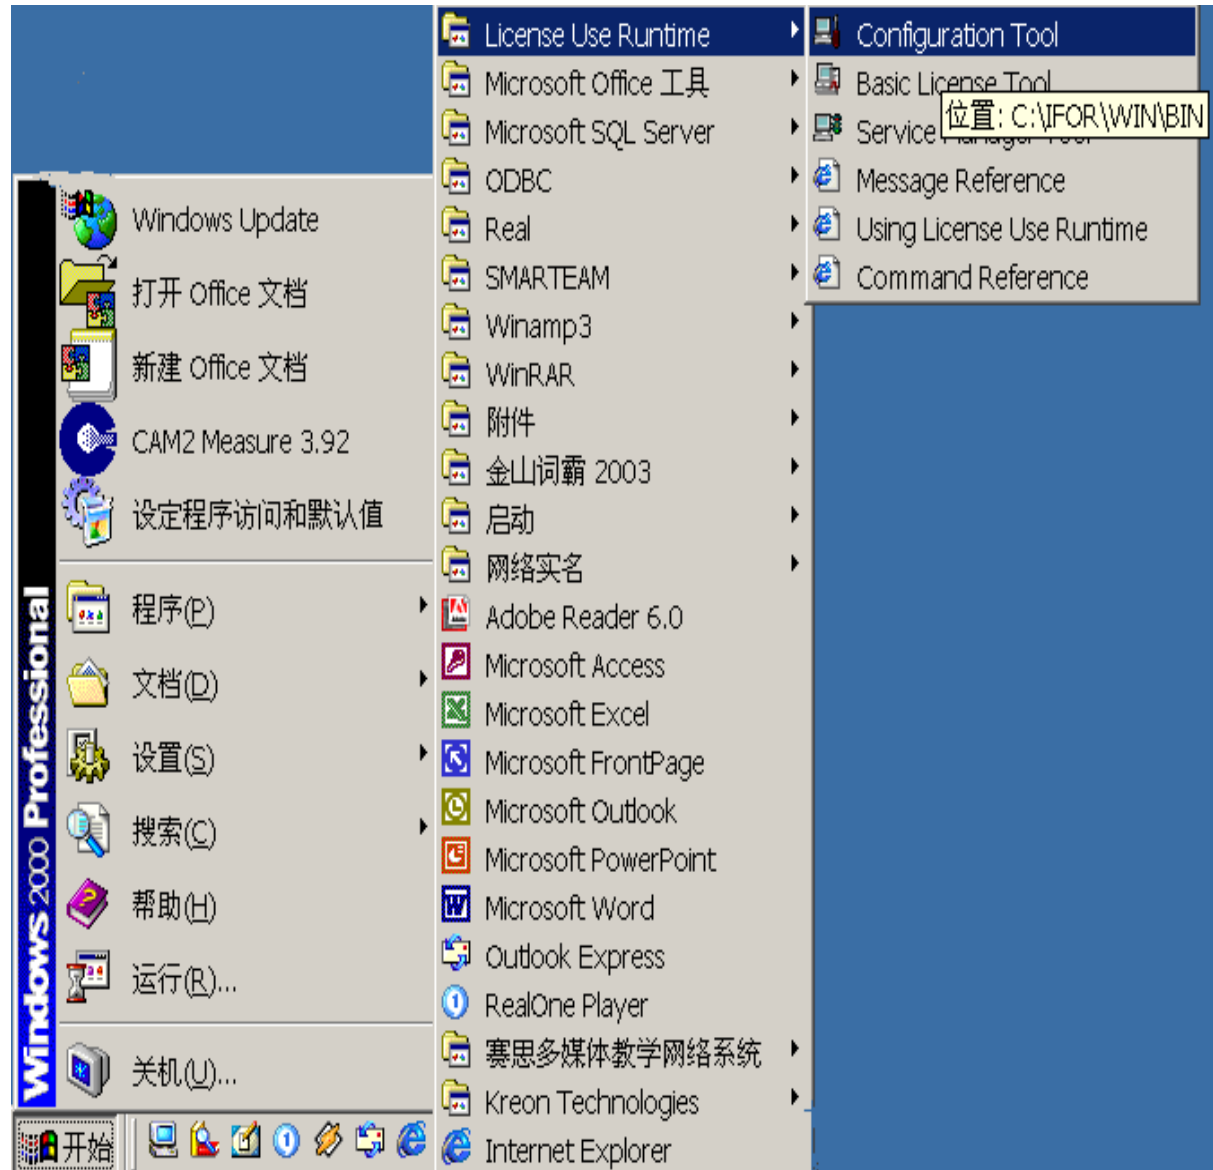 Windows 2000 Professional
Windows Update
打开 Office 文档
新建 Office 文档
CAM2 Measure 3.92
设定程序访问和默认值
程序(P)
文档(D)
设置(S)
搜索(C)
帮助(H)
运行(R)...
关机(U)...
开始
License Use Runtime
Microsoft Office 工具
Microsoft SQL Server
ODBC
Real
SMARTEAM
Winamp3
WinRAR
附件
金山词霸 2003
启动
网络实名
Adobe Reader 6.0
Microsoft Access
Microsoft Excel
Microsoft FrontPage
Microsoft Outlook
Microsoft PowerPoint
Microsoft Word
Outlook Express
RealOne Player
赛思多媒体教学网络系统
Kreon Technologies
Internet Explorer
Configuration Tool
Basic License Tool
位置: C:\IFOR\WIN\BIN
Service Manager Tool
Message Reference
Using License Use Runtime
Command Reference